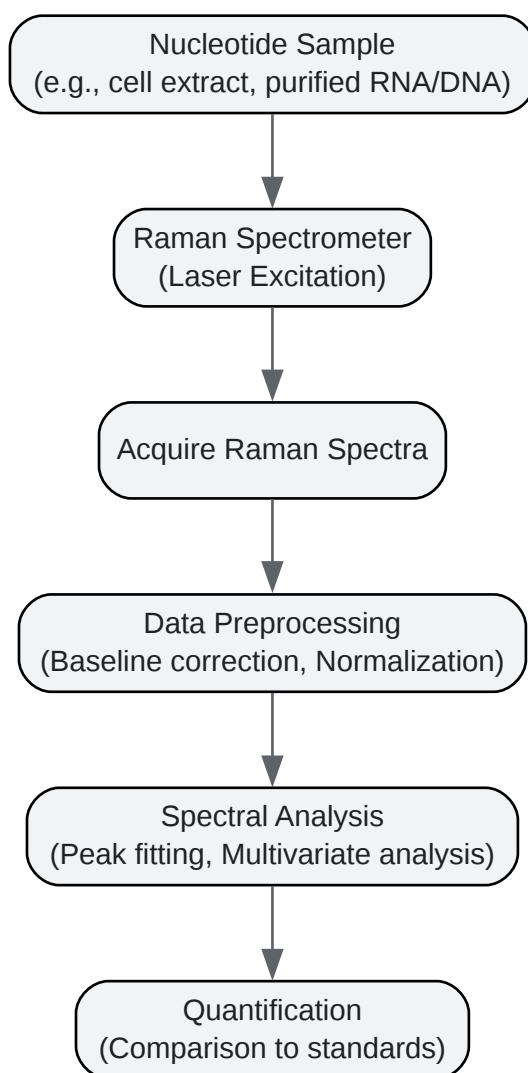 Nucleotide Sample
(e.g., cell extract, purified RNA/DNA)
Raman Spectrometer
(Laser Excitation)
Acquire Raman Spectra
Data Preprocessing
(Baseline correction, Normalization)
Spectral Analysis
(Peak fitting, Multivariate analysis)
Quantification
(Comparison to standards)